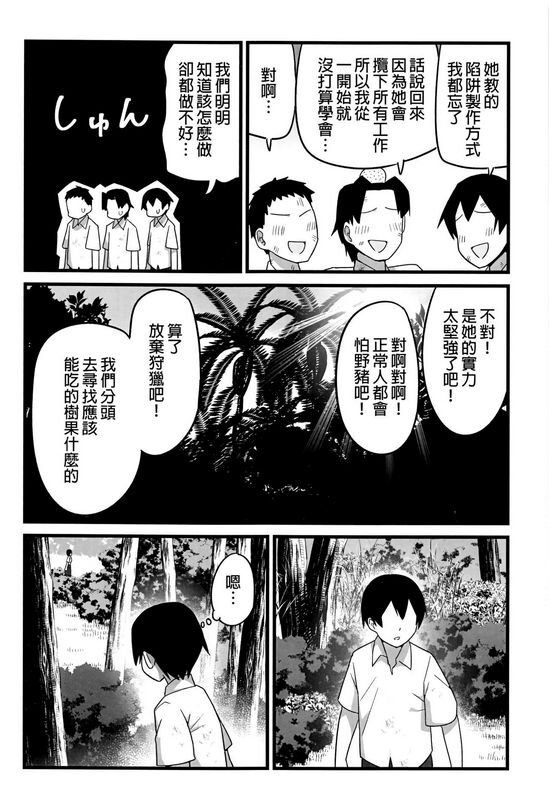 她教的
陷阱製作方式
我都忘了
話說回來
因為她會
攬下所有工作
所以我從
一開始就
沒打算學會
對啊…
我們明明
知道該怎麼做
卻都做不好…
しゅん
不對！
是她的實力
太堅強了吧！
對啊對啊！
正常人都會
怕野豬吧！
算了
放棄狩獵吧！
我們分頭
去尋找應該
能吃的樹果什麼的
嗯…